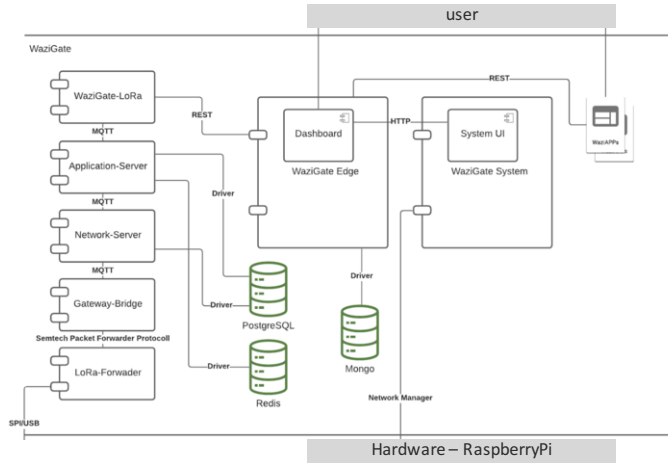 user
WaziGate
WaziGate-LoRa
REST
REST
MQTT
Dashboard
HTTP
System UI
WaziAPPs
Application-Server
WaziGate Edge
WaziGate System
Driver
MQTT
Network-Server
MQTT
Driver
Gateway-Bridge
Driver
PostgreSQL
Semtech Packet Forwarder Protocoll
LoRa-Forwader
Driver
Mongo
Redis
Network Manager
SPI/USB
Hardware – RaspberryPi